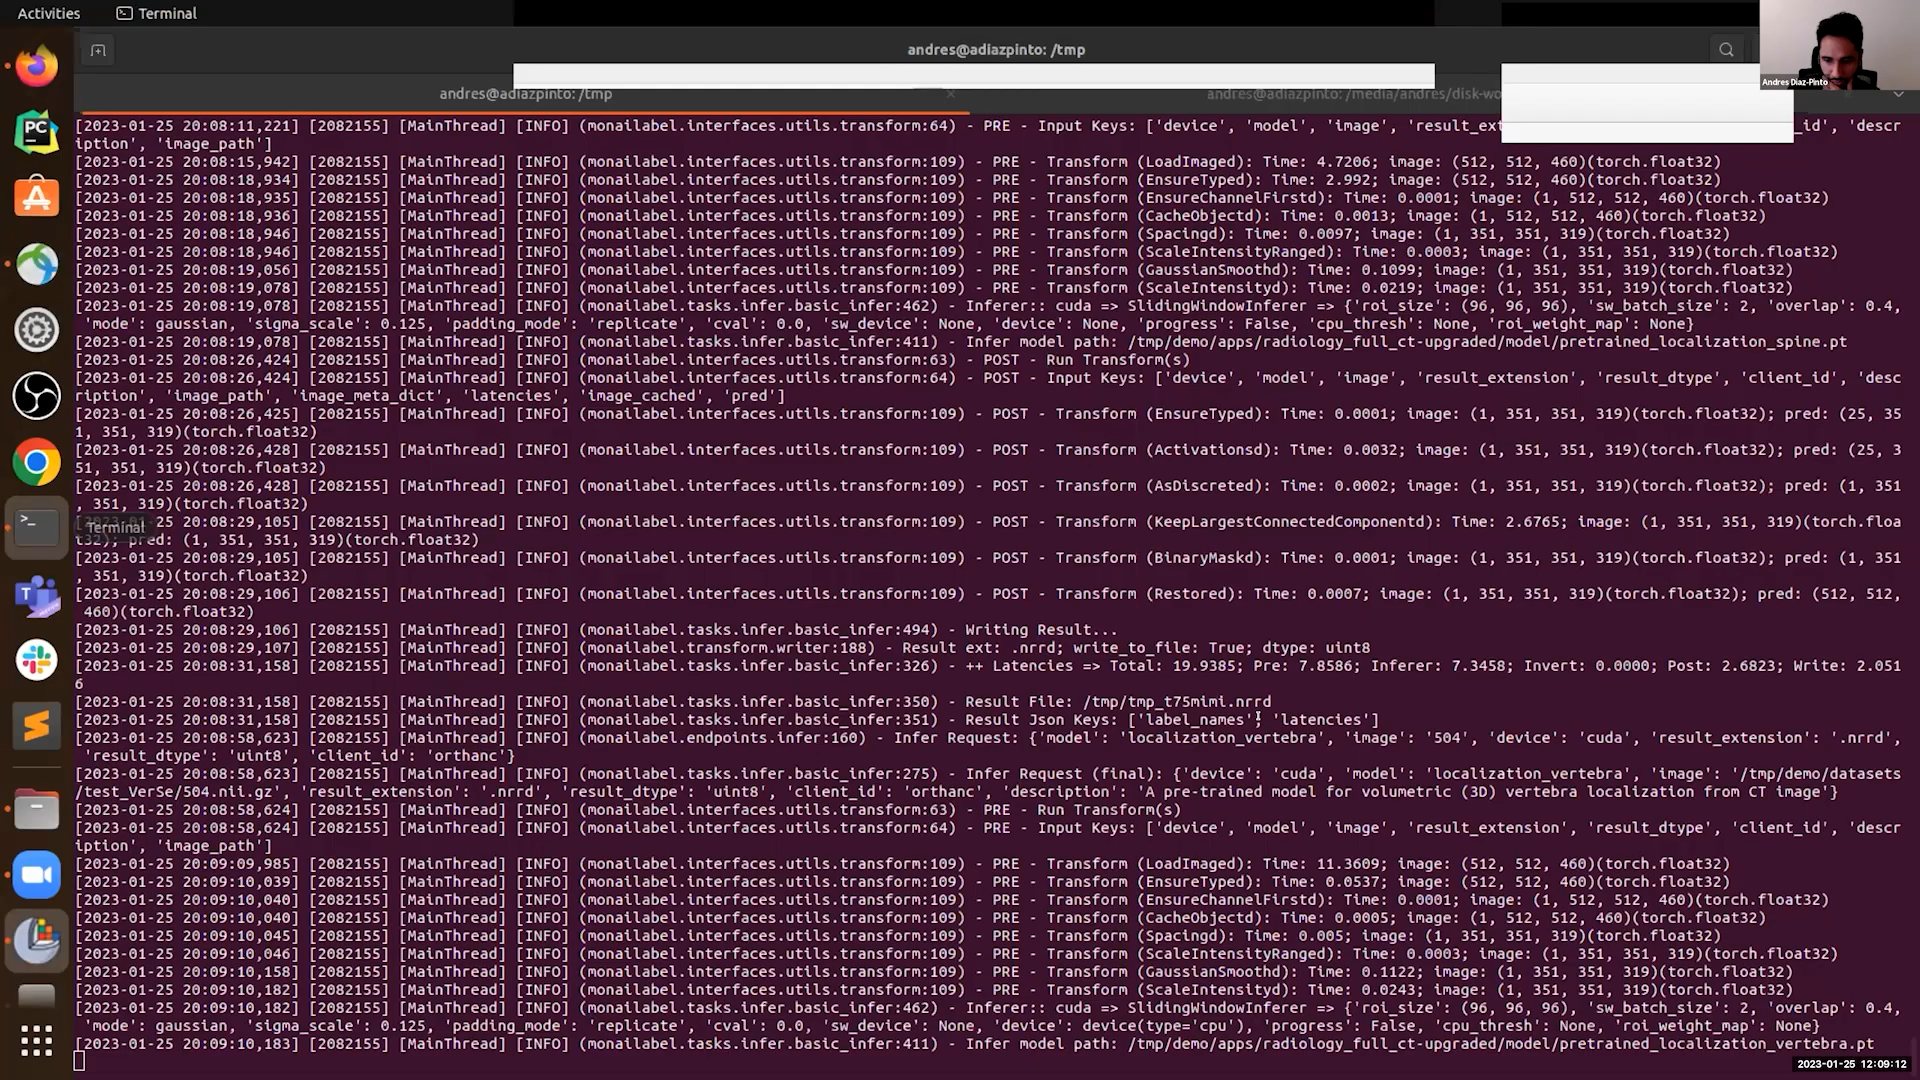 Activities
Terminal
andres@adiazpinto: /tmp
Andres Diaz-Pinto
andres@adiazpinto: /tmp
andres@adiazpinto: /media/andres/disk-wo
[2023-01-25 20:08:11,221] [2082155] [MainThread] [INFO] (monailabel.interfaces.utils.transform:64) - PRE - Input Keys: ['device', 'model', 'image', 'result_ext _id', 'descr
iption', 'image_path']
[2023-01-25 20:08:15,942] [2082155] [MainThread] [INFO] (monailabel.interfaces.utils.transform:109) - PRE - Transform (LoadImaged): Time: 4.7206; image: (512, 512, 460)(torch.float32)
[2023-01-25 20:08:18,934] [2082155] [MainThread] [INFO] (monailabel.interfaces.utils.transform:109) - PRE - Transform (EnsureTyped): Time: 2.992; image: (512, 512, 460)(torch.float32)
[2023-01-25 20:08:18,935] [2082155] [MainThread] [INFO] (monailabel.interfaces.utils.transform:109) - PRE - Transform (EnsureChannelFirstd): Time: 0.0001; image: (1, 512, 512, 460)(torch.float32)
[2023-01-25 20:08:18,936] [2082155] [MainThread] [INFO] (monailabel.interfaces.utils.transform:109) - PRE - Transform (CacheObjectd): Time: 0.0013; image: (1, 512, 512, 460)(torch.float32)
[2023-01-25 20:08:18,946] [2082155] [MainThread] [INFO] (monailabel.interfaces.utils.transform:109) - PRE - Transform (Spacingd): Time: 0.0097; image: (1, 351, 351, 319)(torch.float32)
[2023-01-25 20:08:18,946] [2082155] [MainThread] [INFO] (monailabel.interfaces.utils.transform:109) - PRE - Transform (ScaleIntensityRanged): Time: 0.0003; image: (1, 351, 351, 319)(torch.float32)
[2023-01-25 20:08:19,056] [2082155] [MainThread] [INFO] (monailabel.interfaces.utils.transform:109) - PRE - Transform (GaussianSmoothd): Time: 0.1099; image: (1, 351, 351, 319)(torch.float32)
[2023-01-25 20:08:19,078] [2082155] [MainThread] [INFO] (monailabel.interfaces.utils.transform:109) - PRE - Transform (ScaleIntensityd): Time: 0.0219; image: (1, 351, 351, 319)(torch.float32)
[2023-01-25 20:08:19,078] [2082155] [MainThread] [INFO] (monailabel.tasks.infer.basic_infer:462) - Inferer:: cuda => SlidingWindowInferer => {'roi_size': (96, 96, 96), 'sw_batch_size': 2, 'overlap': 0.4,
'mode': gaussian, 'sigma_scale': 0.125, 'padding_mode': 'replicate', 'cval': 0.0, 'sw_device': None, 'device': None, 'progress': False, 'cpu_thresh': None, 'roi_weight_map': None}
[2023-01-25 20:08:19,078] [2082155] [MainThread] [INFO] (monailabel.tasks.infer.basic_infer:411) - Infer model path: /tmp/demo/apps/radiology_full_ct-upgraded/model/pretrained_localization_spine.pt
[2023-01-25 20:08:26,424] [2082155] [MainThread] [INFO] (monailabel.interfaces.utils.transform:63) - POST - Run Transform(s)
[2023-01-25 20:08:26,424] [2082155] [MainThread] [INFO] (monailabel.interfaces.utils.transform:64) - POST - Input Keys: ['device', 'model', 'image', 'result_extension', 'result_dtype', 'client_id', 'desc
ription', 'image_path', 'image_meta_dict', 'latencies', 'image_cached', 'pred']
[2023-01-25 20:08:26,425] [2082155] [MainThread] [INFO] (monailabel.interfaces.utils.transform:109) - POST - Transform (EnsureTyped): Time: 0.0001; image: (1, 351, 351, 319)(torch.float32); pred: (25, 35
1, 351, 319)(torch.float32)
[2023-01-25 20:08:26,428] [2082155] [MainThread] [INFO] (monailabel.interfaces.utils.transform:109) - POST - Transform (Activationsd): Time: 0.0032; image: (1, 351, 351, 319)(torch.float32); pred: (25, 3
51, 351, 319)(torch.float32)
[2023-01-25 20:08:26,428] [2082155] [MainThread] [INFO] (monailabel.interfaces.utils.transform:109) - POST - Transform (AsDiscreted): Time: 0.0002; image: (1, 351, 351, 319)(torch.float32); pred: (1, 351
, 351, 319)(torch.float32)
25 20:08:29,105] [2082155] [MainThread] [INFO] (monailabel.interfaces.utils.transform:109) - POST - Transform (KeepLargestConnectedComponentd): Time: 2.6765; image: (1, 351, 351, 319)(torch.floa
Terminal
t32); pred: (1, 351, 351, 319)(torch.float32)
[2023-01-25 20:08:29,105] [2082155] [MainThread] [INFO] (monailabel.interfaces.utils.transform:109) - POST - Transform (BinaryMaskd): Time: 0.0001; image: (1, 351, 351, 319)(torch.float32); pred: (1, 351
, 351, 319)(torch.float32)
[2023-01-25 20:08:29,106] [2082155] [MainThread] [INFO] (monailabel.interfaces.utils.transform:109) - POST - Transform (Restored): Time: 0.0007; image: (1, 351, 351, 319)(torch.float32); pred: (512, 512,
460)(torch.float32)
[2023-01-25 20:08:29,106] [2082155] [MainThread] [INFO] (monailabel.tasks.infer.basic_infer:494) - Writing Result...
[2023-01-25 20:08:29,107] [2082155] [MainThread] [INFO] (monailabel.transform.writer:188) - Result ext: .nrrd; write_to_file: True; dtype: uint8
[2023-01-25 20:08:31,158] [2082155] [MainThread] [INFO] (monailabel.tasks.infer.basic_infer:326) - ++ Latencies => Total: 19.9385; Pre: 7.8586; Inferer: 7.3458; Invert: 0.0000; Post: 2.6823; Write: 2.051
6
[2023-01-25 20:08:31,158] [2082155] [MainThread] [INFO] (monailabel.tasks.infer.basic_infer:350) - Result File: /tmp/tmp_t75mimi.nrrd
[2023-01-25 20:08:31,158] [2082155] [MainThread] [INFO] (monailabel.tasks.infer.basic_infer:351) - Result Json Keys: ['label_names', 'latencies']
[2023-01-25 20:08:58,623] [2082155] [MainThread] [INFO] (monailabel.endpoints.infer:160) - Infer Request: {'model': 'localization_vertebra', 'image': '504', 'device': 'cuda', 'result_extension': '.nrrd',
'result_dtype': 'uint8', 'client_id': 'orthanc'}
[2023-01-25 20:08:58,623] [2082155] [MainThread] [INFO] (monailabel.tasks.infer.basic_infer:275) - Infer Request (final): {'device': 'cuda', 'model': 'localization_vertebra', 'image': '/tmp/demo/datasets
/test_VerSe/504.nii.gz', 'result_extension': '.nrrd', 'result_dtype': 'uint8', 'client_id': 'orthanc', 'description': 'A pre-trained model for volumetric (3D) vertebra localization from CT image'}
[2023-01-25 20:08:58,624] [2082155] [MainThread] [INFO] (monailabel.interfaces.utils.transform:63) - PRE - Run Transform(s)
[2023-01-25 20:08:58,624] [2082155] [MainThread] [INFO] (monailabel.interfaces.utils.transform:64) - PRE - Input Keys: ['device', 'model', 'image', 'result_extension', 'result_dtype', 'client_id', 'descr
iption', 'image_path']
[2023-01-25 20:09:09,985] [2082155] [MainThread] [INFO] (monailabel.interfaces.utils.transform:109) - PRE - Transform (LoadImaged): Time: 11.3609; image: (512, 512, 460)(torch.float32)
[2023-01-25 20:09:10,039] [2082155] [MainThread] [INFO] (monailabel.interfaces.utils.transform:109) - PRE - Transform (EnsureTyped): Time: 0.0537; image: (512, 512, 460)(torch.float32)
[2023-01-25 20:09:10,040] [2082155] [MainThread] [INFO] (monailabel.interfaces.utils.transform:109) - PRE - Transform (EnsureChannelFirstd): Time: 0.0001; image: (1, 512, 512, 460)(torch.float32)
[2023-01-25 20:09:10,040] [2082155] [MainThread] [INFO] (monailabel.interfaces.utils.transform:109) - PRE - Transform (CacheObjectd): Time: 0.0005; image: (1, 512, 512, 460)(torch.float32)
[2023-01-25 20:09:10,045] [2082155] [MainThread] [INFO] (monailabel.interfaces.utils.transform:109) - PRE - Transform (Spacingd): Time: 0.005; image: (1, 351, 351, 319)(torch.float32)
[2023-01-25 20:09:10,046] [2082155] [MainThread] [INFO] (monailabel.interfaces.utils.transform:109) - PRE - Transform (ScaleIntensityRanged): Time: 0.0003; image: (1, 351, 351, 319)(torch.float32)
[2023-01-25 20:09:10,158] [2082155] [MainThread] [INFO] (monailabel.interfaces.utils.transform:109) - PRE - Transform (GaussianSmoothd): Time: 0.1122; image: (1, 351, 351, 319)(torch.float32)
[2023-01-25 20:09:10,182] [2082155] [MainThread] [INFO] (monailabel.interfaces.utils.transform:109) - PRE - Transform (ScaleIntensityd): Time: 0.0243; image: (1, 351, 351, 319)(torch.float32)
[2023-01-25 20:09:10,182] [2082155] [MainThread] [INFO] (monailabel.tasks.infer.basic_infer:462) - Inferer:: cuda => SlidingWindowInferer => {'roi_size': (96, 96, 96), 'sw_batch_size': 2, 'overlap': 0.4,
'mode': gaussian, 'sigma_scale': 0.125, 'padding_mode': 'replicate', 'cval': 0.0, 'sw_device': None, 'device': device(type='cpu'), 'progress': False, 'cpu_thresh': None, 'roi_weight_map': None}
[2023-01-25 20:09:10,183] [2082155] [MainThread] [INFO] (monailabel.tasks.infer.basic_infer:411) - Infer model path: /tmp/demo/apps/radiology_full_ct-upgraded/model/pretrained_localization_vertebra.pt
2023-01-25 12:09:12